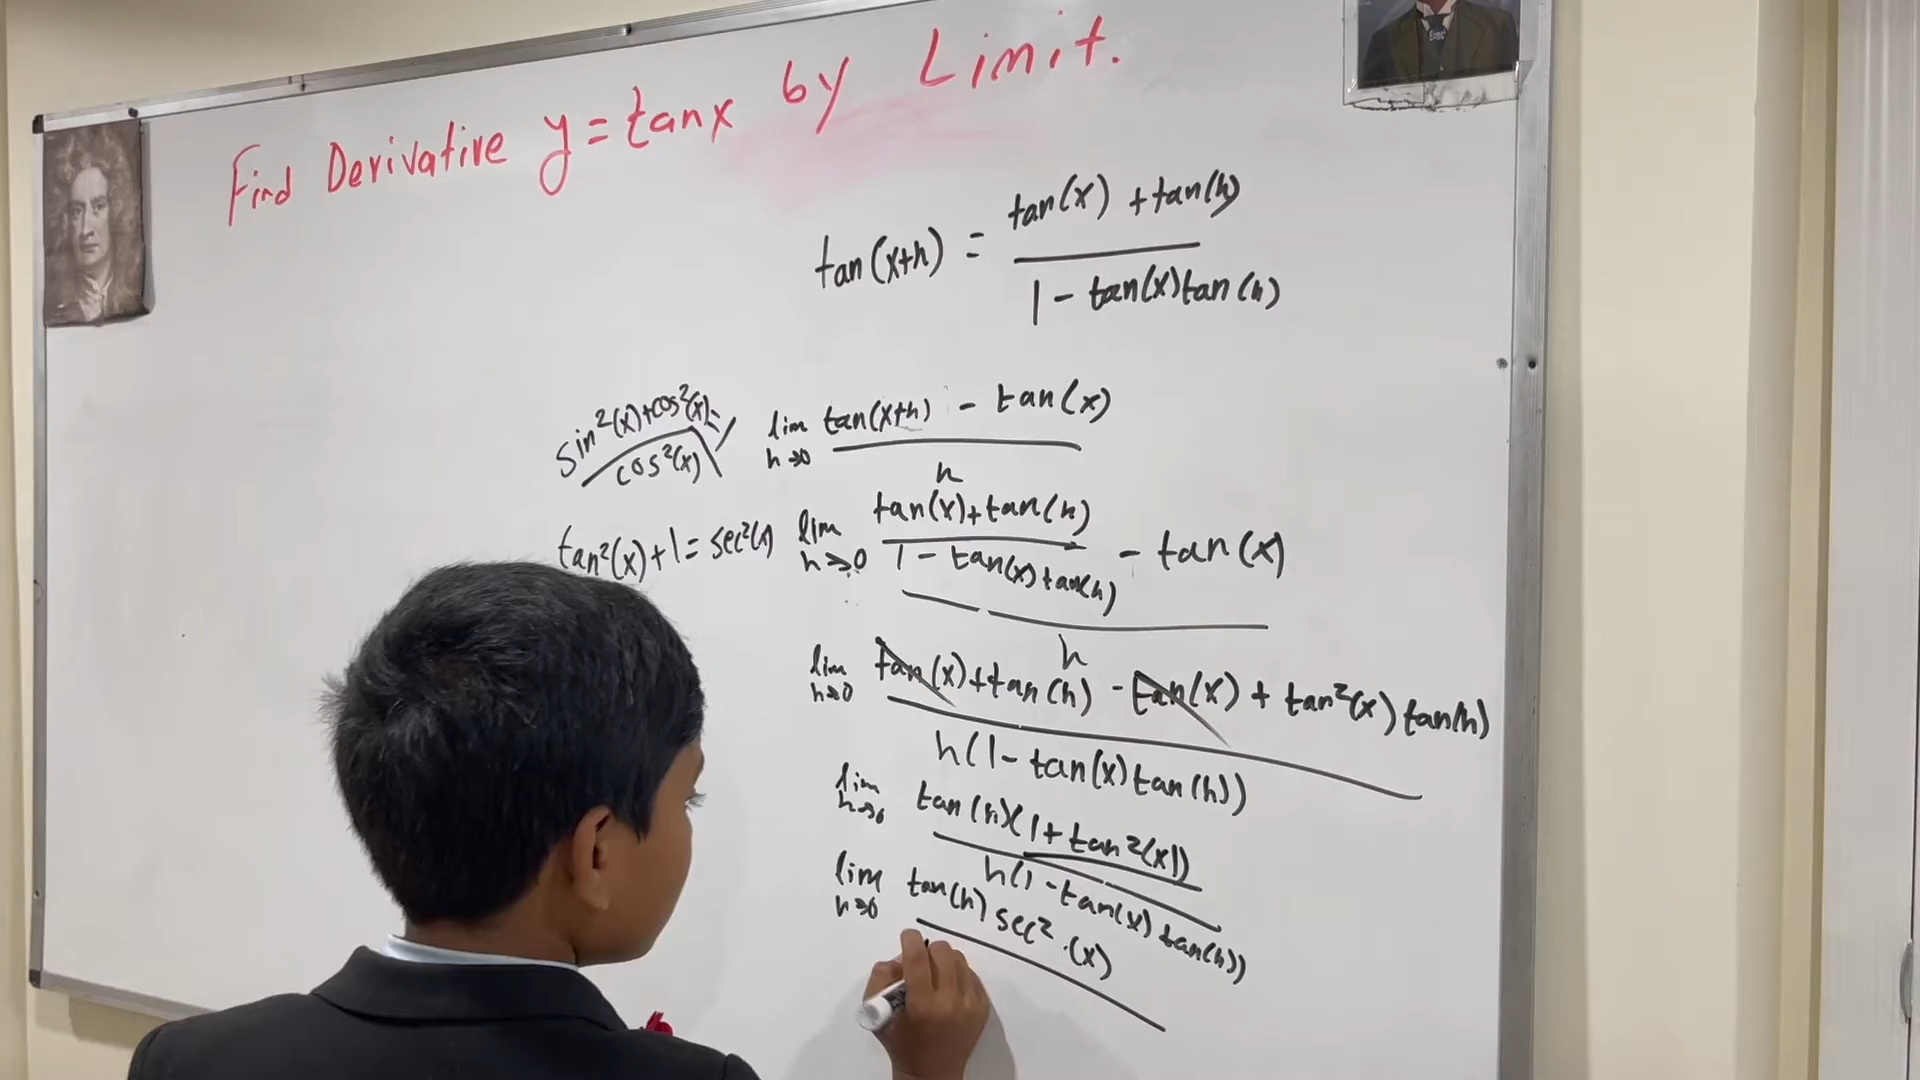 Find Derivative y = tanx by Limit.
tan(x+h) = tan(x) + tan(h)
1 - tan(x)tan(h)
sin²(x)+cos²(x)=1
cos²(x)
lim h→0 tan(x+h) - tan(x)
h
tan²(x)+1 = sec²(x)
lim h→0 tan(x)+tan(h)
1 - tan(x)tan(h)
- tan(x)
h
lim h→0 tan(x)+tan(h) - tan(x) + tan²(x)tan(h)
h(1-tan(x)tan(h))
lim h→0 tan(h)(1+tan²(x))
h(1-tan(x)tan(h))
lim h→0 tan(h) sec²(x)